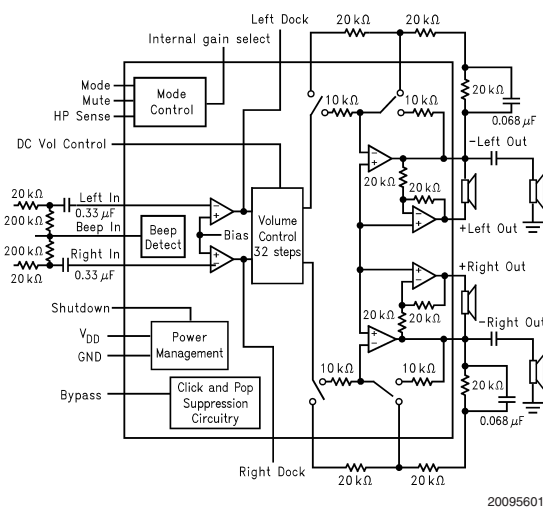 Left Dock
20 kΩ
20 kΩ
Internal gain select
Mode
Mute
HP Sense
Mode
Control
10 kΩ
10 kΩ
20 kΩ
0.068 μF
DC Vol Control
−Left Out
20 kΩ
20 kΩ
+Left Out
20 kΩ
Left In
0.33 μF
200 kΩ
Beep In
Beep
Detect
Bias
Volume
Control
32 steps
200 kΩ
Right In
0.33 μF
20 kΩ
+Right Out
20 kΩ
20 kΩ
−Right Out
Shutdown
VDD
GND
Power
Management
10 kΩ
10 kΩ
20 kΩ
0.068 μF
Bypass
Click and Pop
Suppression
Circuitry
Right Dock
20 kΩ
20 kΩ
20095601